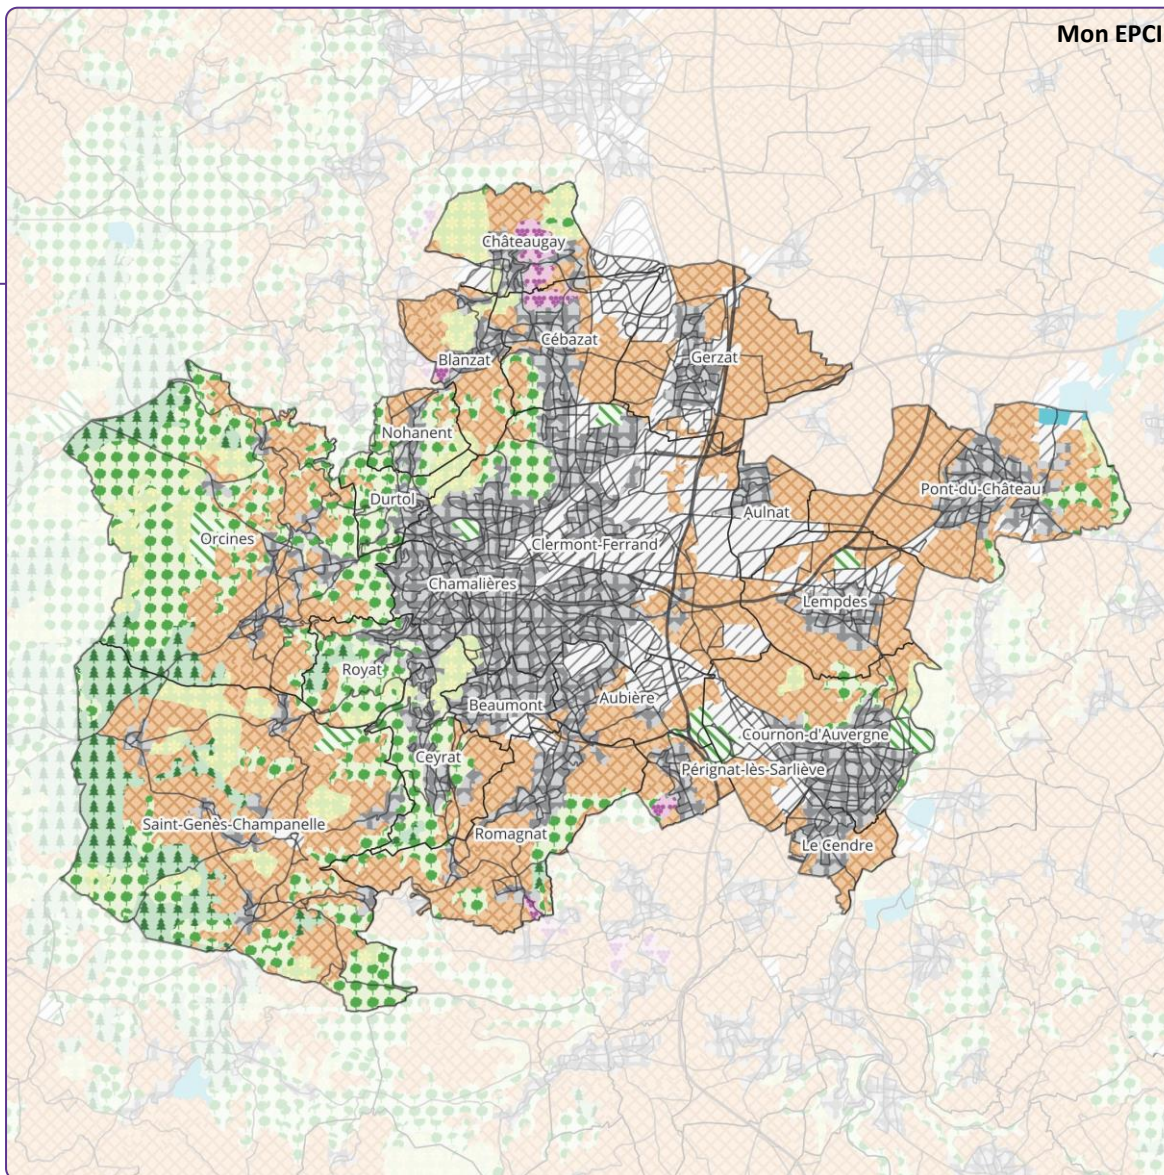 Mon EPCI
Châteaugay
Cébazat
Blanzat
Gerzat
Nohanent
Pont-du-Château
Durtol
Aulnat
Orcines
Clermont-Ferrand
Chamalières
Lempdes
Royat
Aubière
Beaumont
Cournon-d'Auvergne
Ceyrat
Pérignat-lès-Sarliève
Saint-Genès-Champanelle
Romagnat
Le Cendre